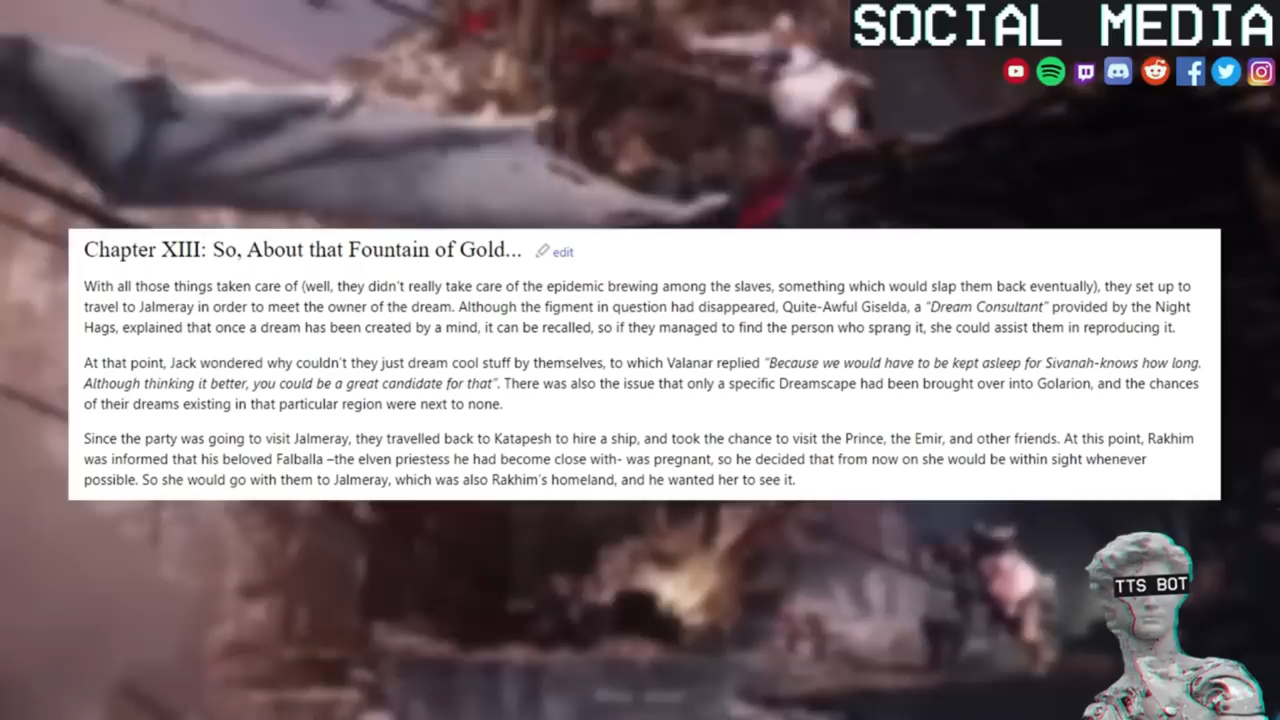 SOCIAL MEDIA
Chapter XIII: So, About that Fountain of Gold... edit
With all those things taken care of (well, they didn't really take care of the epidemic brewing among the slaves, something which would slap them back eventually), they set up to
travel to Jalmeray in order to meet the owner of the dream. Although the figment in question had disappeared, Quite-Awful Giselda, a "Dream Consultant" provided by the Night
Hags, explained that once a dream has been created by a mind, it can be recalled, so if they managed to find the person who sprang it, she could assist them in reproducing it.
At that point, Jack wondered why couldn't they just dream cool stuff by themselves, to which Valanar replied "Because we would have to be kept asleep for Sivanah-knows how long.
Although thinking it better, you could be a great candidate for that". There was also the issue that only a specific Dreamscape had been brought over into Golarion, and the chances
of their dreams existing in that particular region were next to none.
Since the party was going to visit Jalmeray, they travelled back to Katapesh to hire a ship, and took the chance to visit the Prince, the Emir, and other friends. At this point, Rakhim
was informed that his beloved Falballa –the elven priestess he had become close with- was pregnant, so he decided that from now on she would be within sight whenever
possible. So she would go with them to Jalmeray, which was also Rakhim's homeland, and he wanted her to see it.
TTS BOT